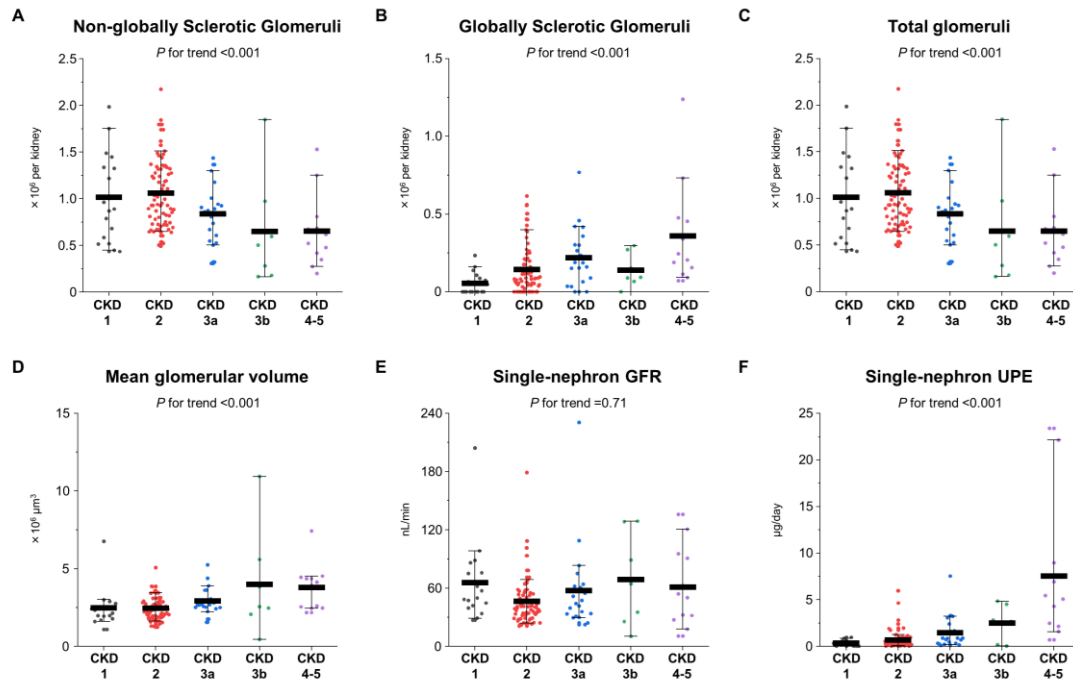 A
Non-globally Sclerotic Glomeruli
P for trend <0.001
2.5
2.0
1.5
1.0
0.5
0
× 10⁶ per kidney
CKD CKD CKD CKD CKD
1 2 3a 3b 4-5
B
Globally Sclerotic Glomeruli
P for trend <0.001
1.5
1.0
0.5
0
× 10⁶ per kidney
CKD CKD CKD CKD CKD
1 2 3a 3b 4-5
C
Total glomeruli
P for trend <0.001
2.5
2.0
1.5
1.0
0.5
0
× 10⁶ per kidney
CKD CKD CKD CKD CKD
1 2 3a 3b 4-5
D
Mean glomerular volume
P for trend <0.001
15
10
5
0
× 10⁶ µm³
CKD CKD CKD CKD CKD
1 2 3a 3b 4-5
E
Single-nephron GFR
P for trend =0.71
240
180
120
60
0
nL/min
CKD CKD CKD CKD CKD
1 2 3a 3b 4-5
F
Single-nephron UPE
P for trend <0.001
25
20
15
10
5
0
µg/day
CKD CKD CKD CKD CKD
1 2 3a 3b 4-5